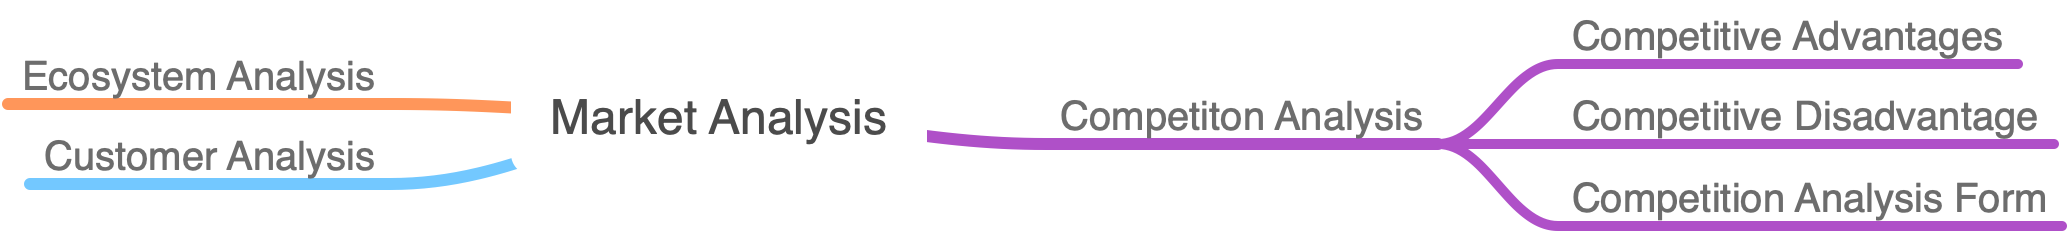 Ecosystem Analysis
Customer Analysis
Market Analysis
Competiton Analysis
Competitive Advantages
Competitive Disadvantage
Competition Analysis Form